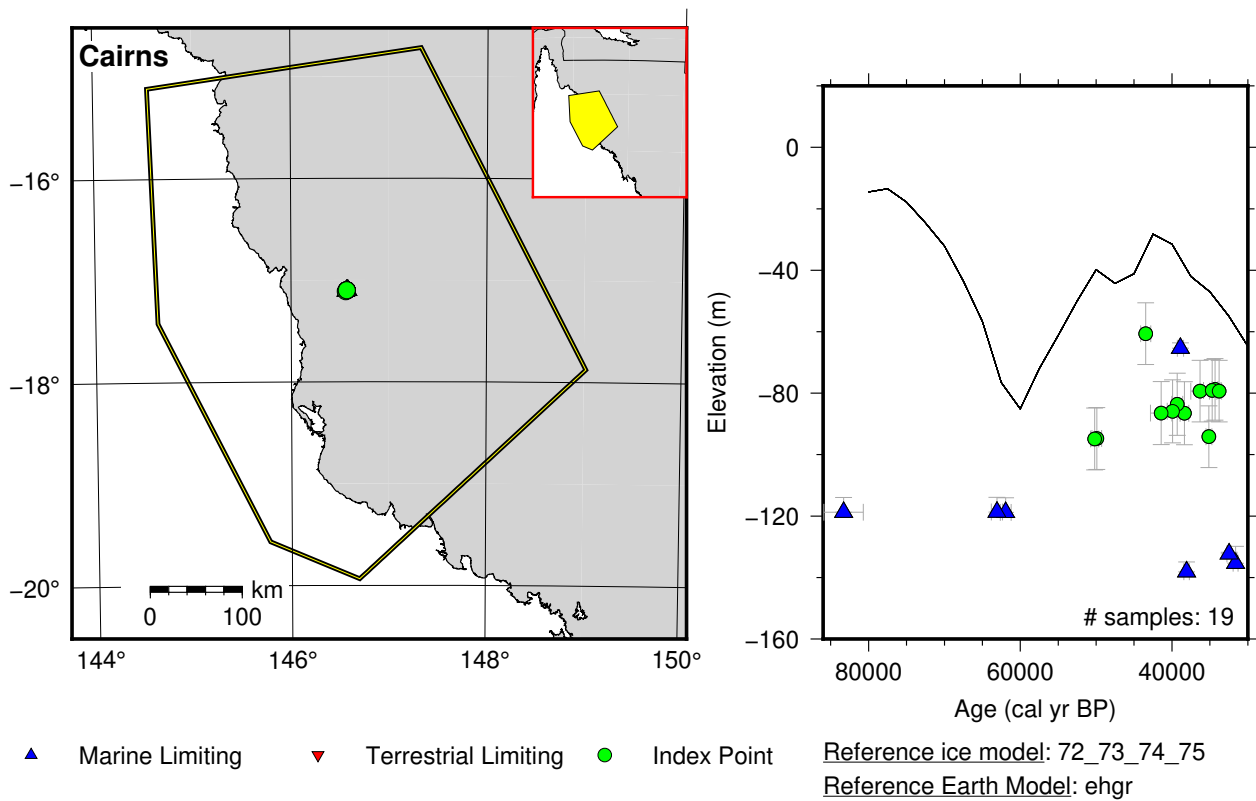 Cairns
−16°
−18°
−20°
144°
146°
148°
150°
km
0
100
0
−40
−80
−120
−160
Elevation (m)
# samples: 19
80000
60000
40000
Age (cal yr BP)
Marine Limiting
Terrestrial Limiting
Index Point
Reference ice model: 72_73_74_75
Reference Earth Model: ehgr